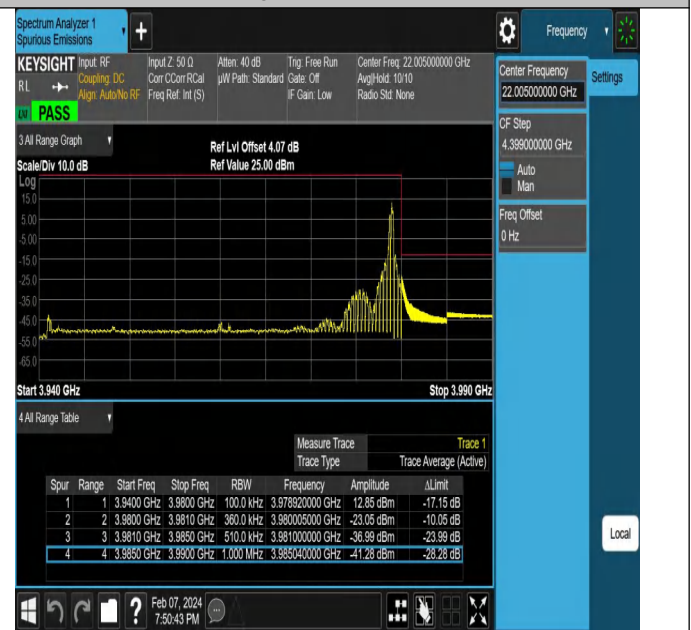 Spectrum Analyzer 1
Spurious Emissions
+
Frequency
KEYSIGHT Input: RF Input Z: 50 Ω Atten: 40 dB Trig: Free Run Center Freq: 22.005000000 GHz
RL Coupling: DC Corr CCorr RCal µW Path: Standard Gate: Off Avg|Hold: 10/10
Align: Auto/No RF Freq Ref: Int (S) IF Gain: Low Radio Std: None
LXI PASS
Center Frequency
22.005000000 GHz
Settings
CF Step
4.399000000 GHz
Auto
Man
Freq Offset
0 Hz
3 All Range Graph
Ref Lvl Offset 4.07 dB
Scale/Div 10.0 dB Ref Value 25.00 dBm
Log
15.0
5.00
-5.00
-15.0
-25.0
-35.0
-45.0
-55.0
-65.0
Start 3.940 GHz Stop 3.990 GHz
4 All Range Table
Measure Trace Trace 1
Trace Type Trace Average (Active)
Spur Range Start Freq Stop Freq RBW Frequency Amplitude ΔLimit
1 1 3.9400 GHz 3.9800 GHz 100.0 kHz 3.978920000 GHz 12.85 dBm -17.15 dB
2 2 3.9800 GHz 3.9810 GHz 360.0 kHz 3.980005000 GHz -23.05 dBm -10.05 dB
3 3 3.9810 GHz 3.9850 GHz 510.0 kHz 3.981000000 GHz -36.99 dBm -23.99 dB
4 4 3.9850 GHz 3.9900 GHz 1.000 MHz 3.985040000 GHz -41.28 dBm -28.28 dB
Local
? Feb 07, 2024
7:50:43 PM